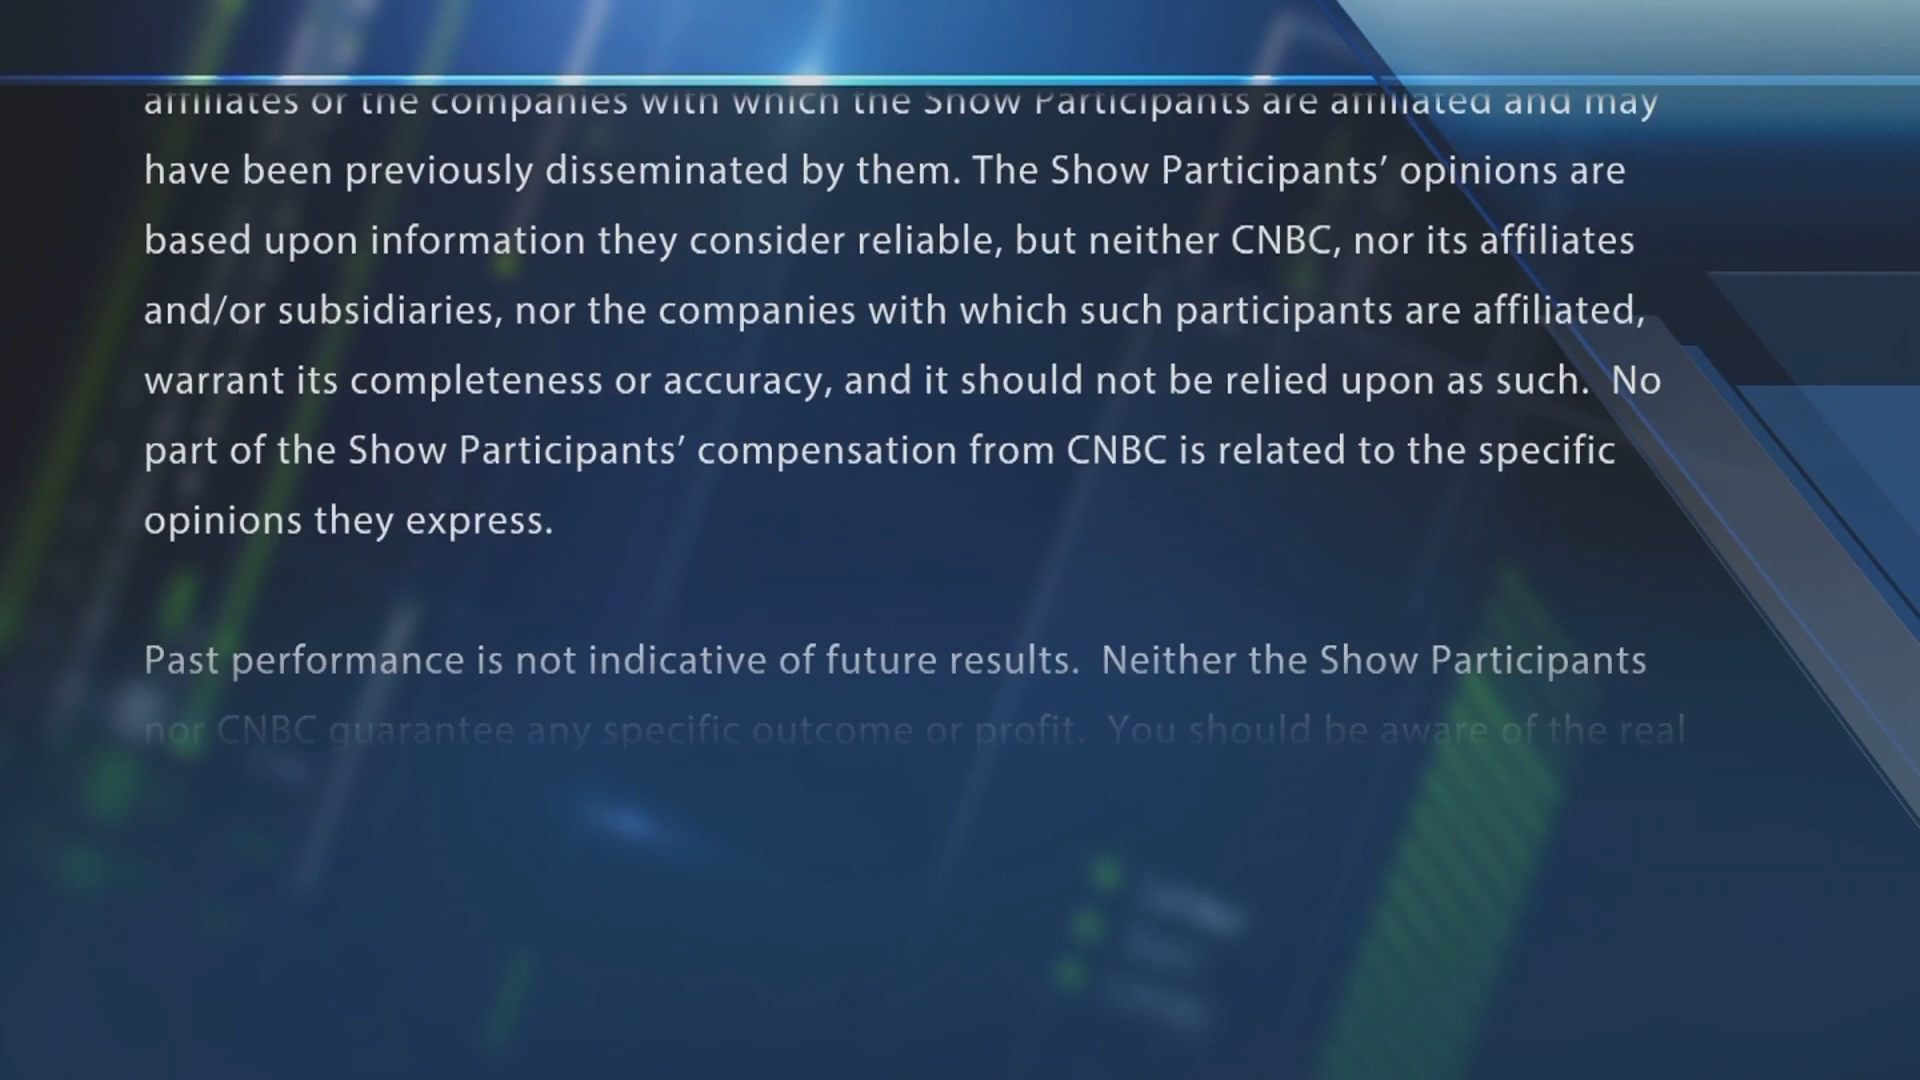 affiliates or the companies with which the Show Participants are affiliated and may
have been previously disseminated by them. The Show Participants’ opinions are
based upon information they consider reliable, but neither CNBC, nor its affiliates
and/or subsidiaries, nor the companies with which such participants are affiliated,
warrant its completeness or accuracy, and it should not be relied upon as such.  No
part of the Show Participants’ compensation from CNBC is related to the specific
opinions they express.
Past performance is not indicative of future results.  Neither the Show Participants
nor CNBC guarantee any specific outcome or profit.  You should be aware of the real